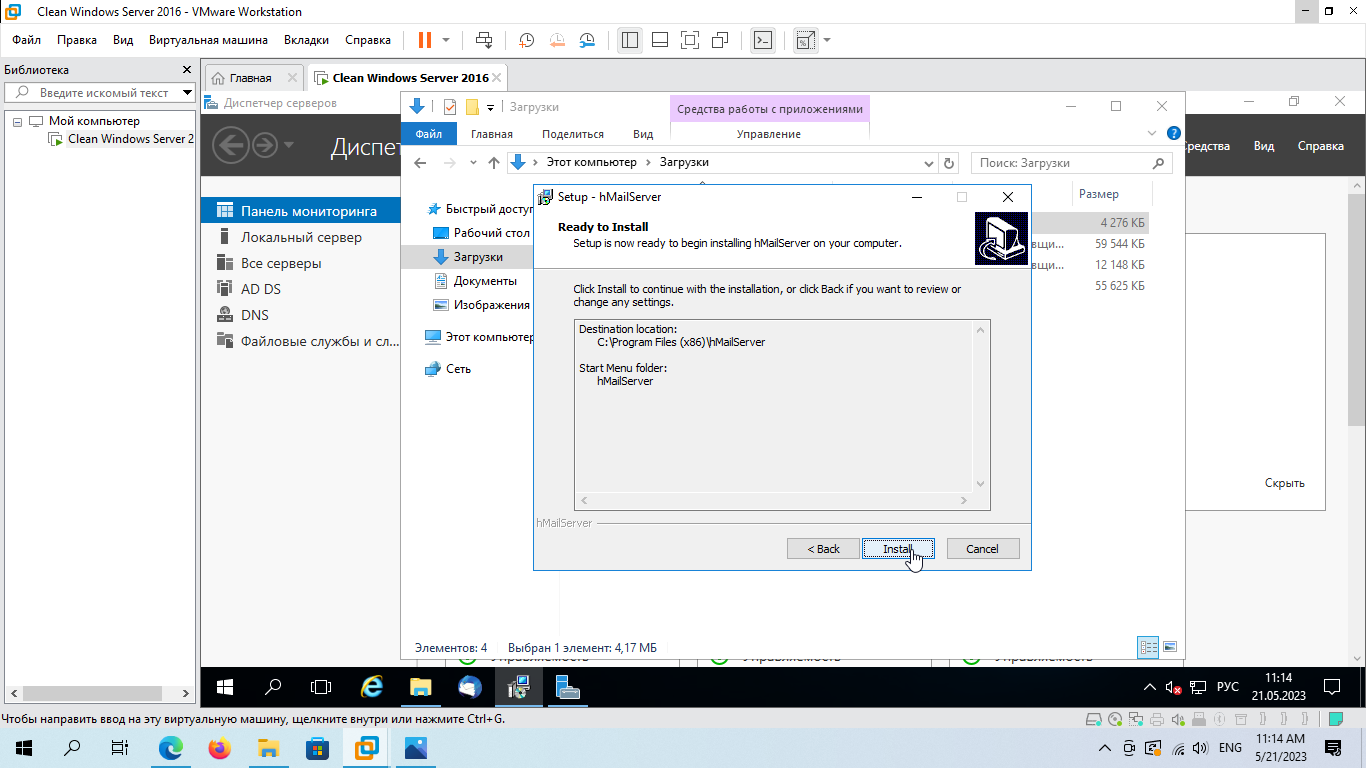 Clean Windows Server 2016 - VMware Workstation
Файл Правка Вид Виртуальная машина Вкладки Справка
Библиотека
Введите искомый текст
Мой компьютер
Clean Windows Server 2
Главная
Clean Windows Server 2016
Диспетчер серверов
Диспет
Средства Вид Справка
Панель мониторинга
Локальный сервер
Все серверы
AD DS
DNS
Файловые службы и сл...
Загрузки
Средства работы с приложениями
Файл Главная Поделиться Вид Управление
Этот компьютер Загрузки
Поиск: Загрузки
Размер
4 276 КБ
вщи... 59 544 КБ
вщи... 12 148 КБ
55 625 КБ
Быстрый досту
Рабочий стол
Загрузки
Документы
Изображения
Этот компьютер
Сеть
Setup - hMailServer
Ready to Install
Setup is now ready to begin installing hMailServer on your computer.
Click Install to continue with the installation, or click Back if you want to review or
change any settings.
Destination location:
C:\Program Files (x86)\hMailServer
Start Menu folder:
hMailServer
hMailServer
< Back Install Cancel
Скрыть
Элементов: 4 Выбран 1 элемент: 4,17 МБ
Управляемость Управляемость Управляемость
РУС
11:14
21.05.2023
Чтобы направить ввод на эту виртуальную машину, щелкните внутри или нажмите Ctrl+G.
ENG
11:14 AM
5/21/2023